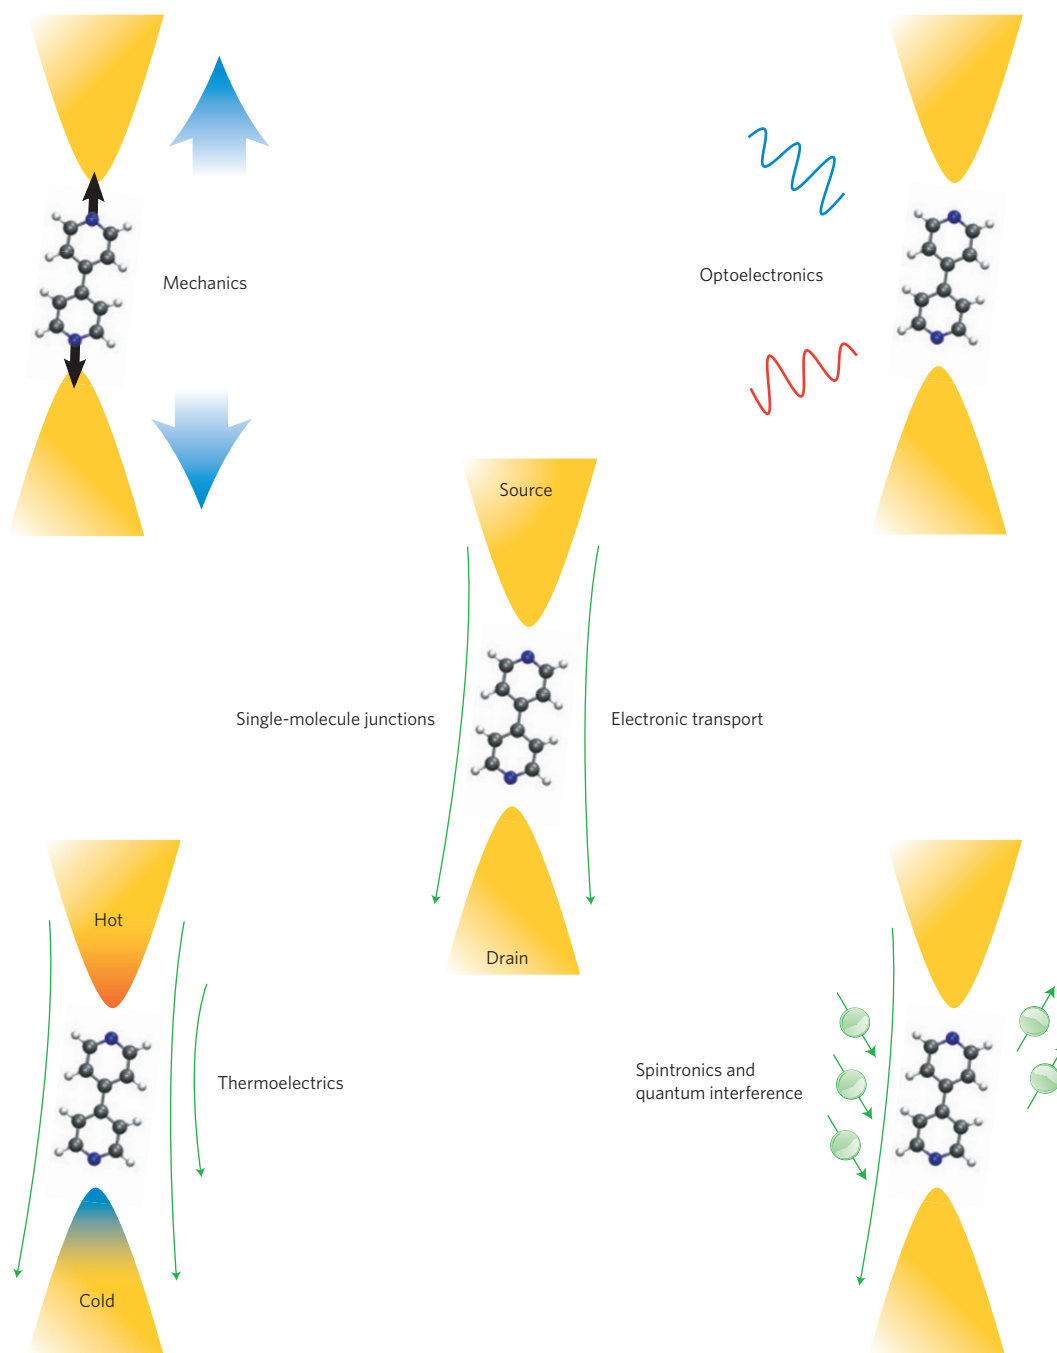 Mechanics
Optoelectronics
Source
Single-molecule junctions
Electronic transport
Drain
Hot
Thermoelectrics
Cold
Spintronics and
quantum interference